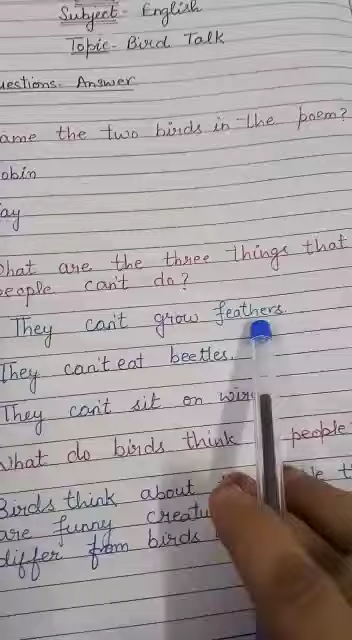 Subject- English
Topic- Bird Talk
uestions- Answer
ame the two birds in the poem?
obin
ay
hat are the three things that
people can't do?
They can't grow feathers.
They can't eat beetles.
They can't sit on
What do birds think people?
Birds think about
are funny
differ from birds